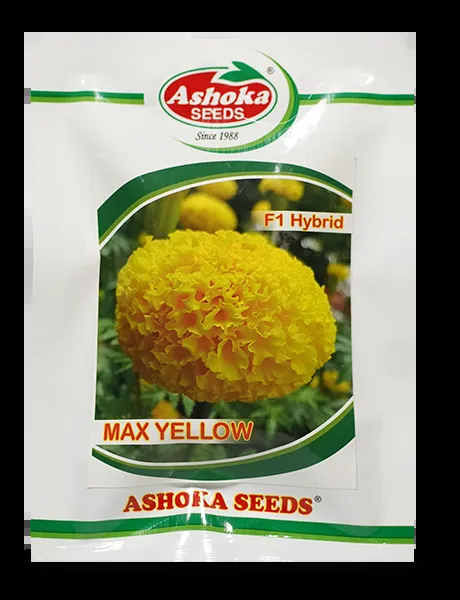 Ashoka®
SEEDS
Since 1988
F1 Hybrid
MAX YELLOW
ASHOKA SEEDS®